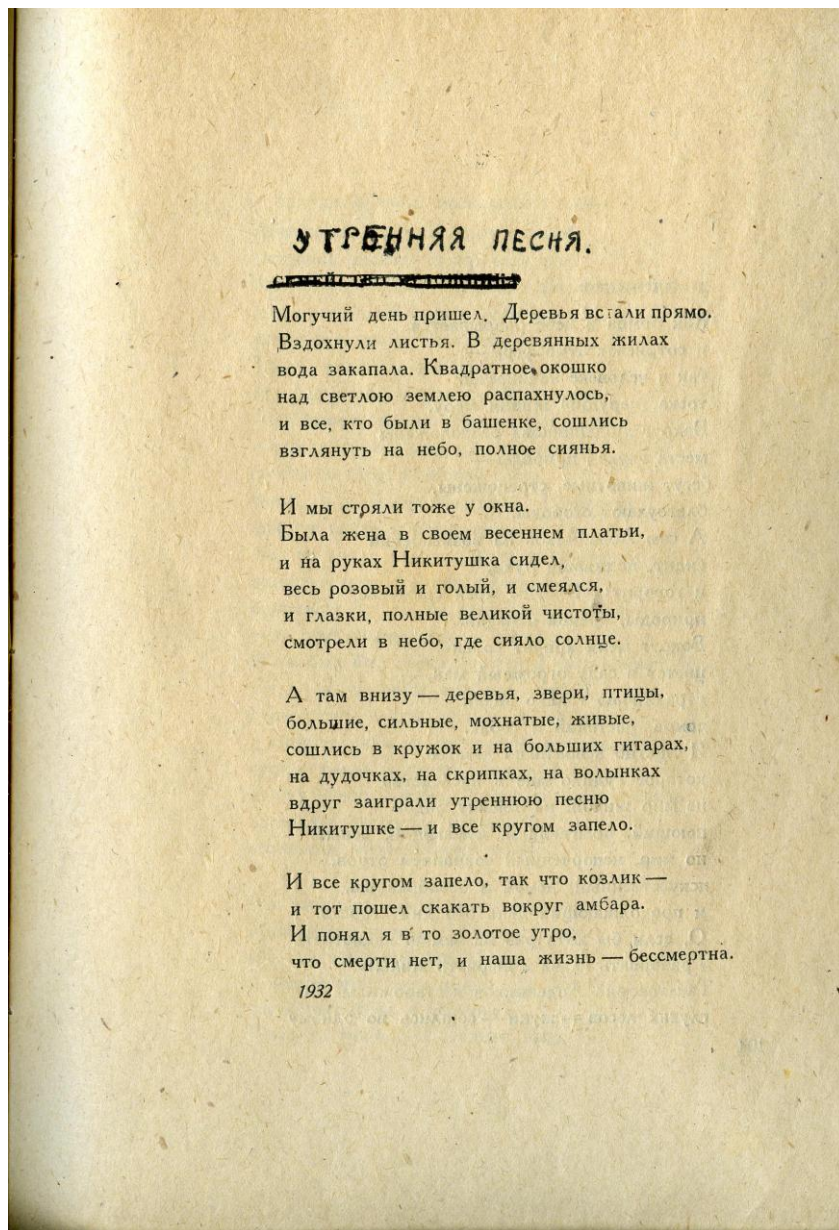 УТРЕННЯЯ ПЕСНЯ.
Могучий день пришел. Деревья встали прямо.
Вздохнули листья. В деревянных жилах
вода закапала. Квадратное окошко
над светлою землею распахнулось,
и все, кто были в башенке, сошлись
взглянуть на небо, полное сиянья.
И мы стояли тоже у окна.
Была жена в своем весеннем платьи,
и на руках Никитушка сидел,
весь розовый и голый, и смеялся,
и глазки, полные великой чистоты,
смотрели в небо, где сияло солнце.
А там внизу — деревья, звери, птицы,
большие, сильные, мохнатые, живые,
сошлись в кружок и на больших гитарах,
на дудочках, на скрипках, на волынках
вдруг заиграли утреннюю песню
Никитушке — и все кругом запело.
И все кругом запело, так что козлик —
и тот пошел скакать вокруг амбара.
И понял я в то золотое утро,
что смерти нет, и наша жизнь — бессмертна.
1932